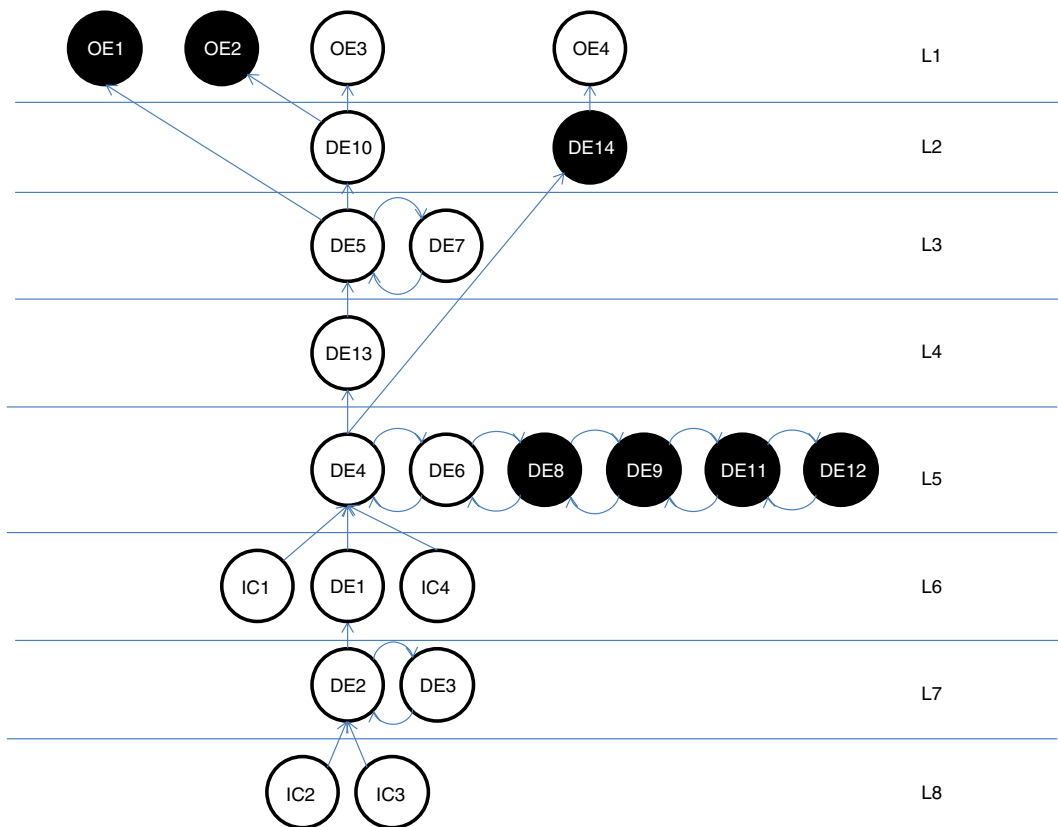 OE1 OE2 OE3 OE4 L1
DE10 DE14 L2
DE5 DE7 L3
DE13 L4
DE4 DE6 DE8 DE9 DE11 DE12 L5
IC1 DE1 IC4 L6
DE2 DE3 L7
IC2 IC3 L8